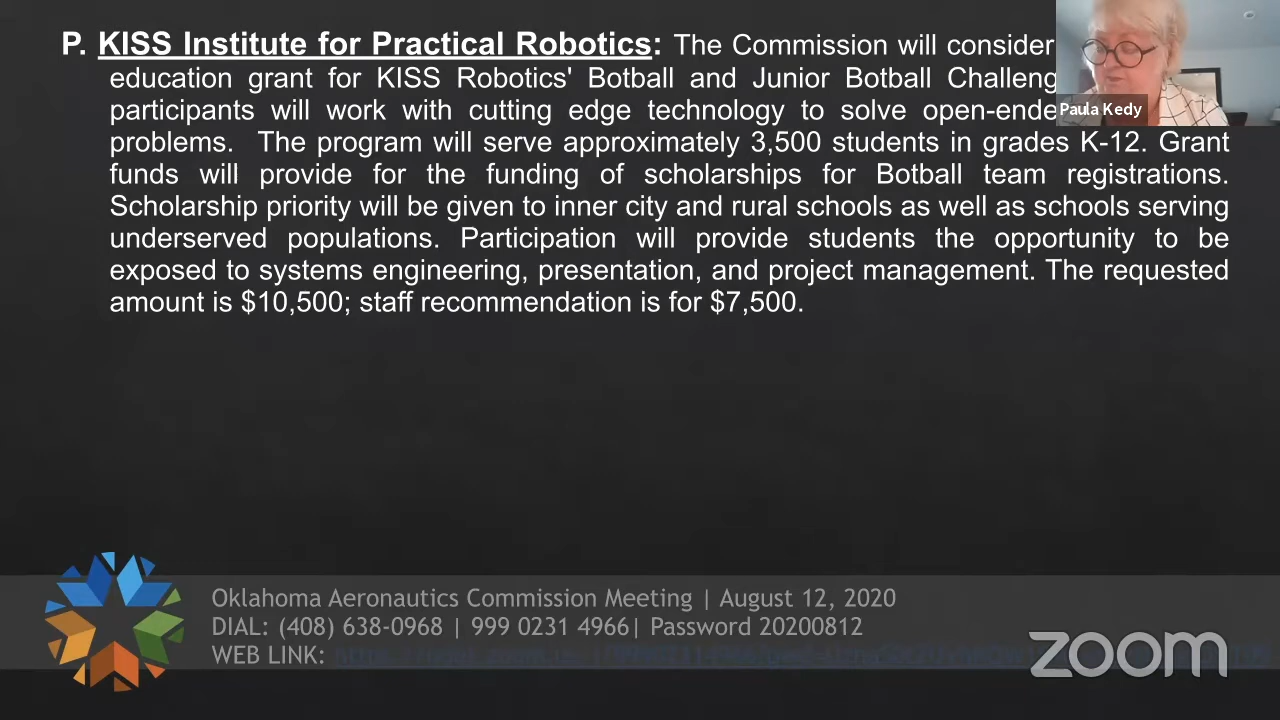 P. KISS Institute for Practical Robotics: The Commission will consider
education grant for KISS Robotics' Botball and Junior Botball Challeng
participants will work with cutting edge technology to solve open-ende
Paula Kedy
problems. The program will serve approximately 3,500 students in grades K-12. Grant
funds will provide for the funding of scholarships for Botball team registrations.
Scholarship priority will be given to inner city and rural schools as well as schools serving
underserved populations. Participation will provide students the opportunity to be
exposed to systems engineering, presentation, and project management. The requested
amount is $10,500; staff recommendation is for $7,500.
Oklahoma Aeronautics Commission Meeting | August 12, 2020
DIAL: (408) 638-0968 | 999 0231 4966| Password 20200812
WEB LINK:
zoom